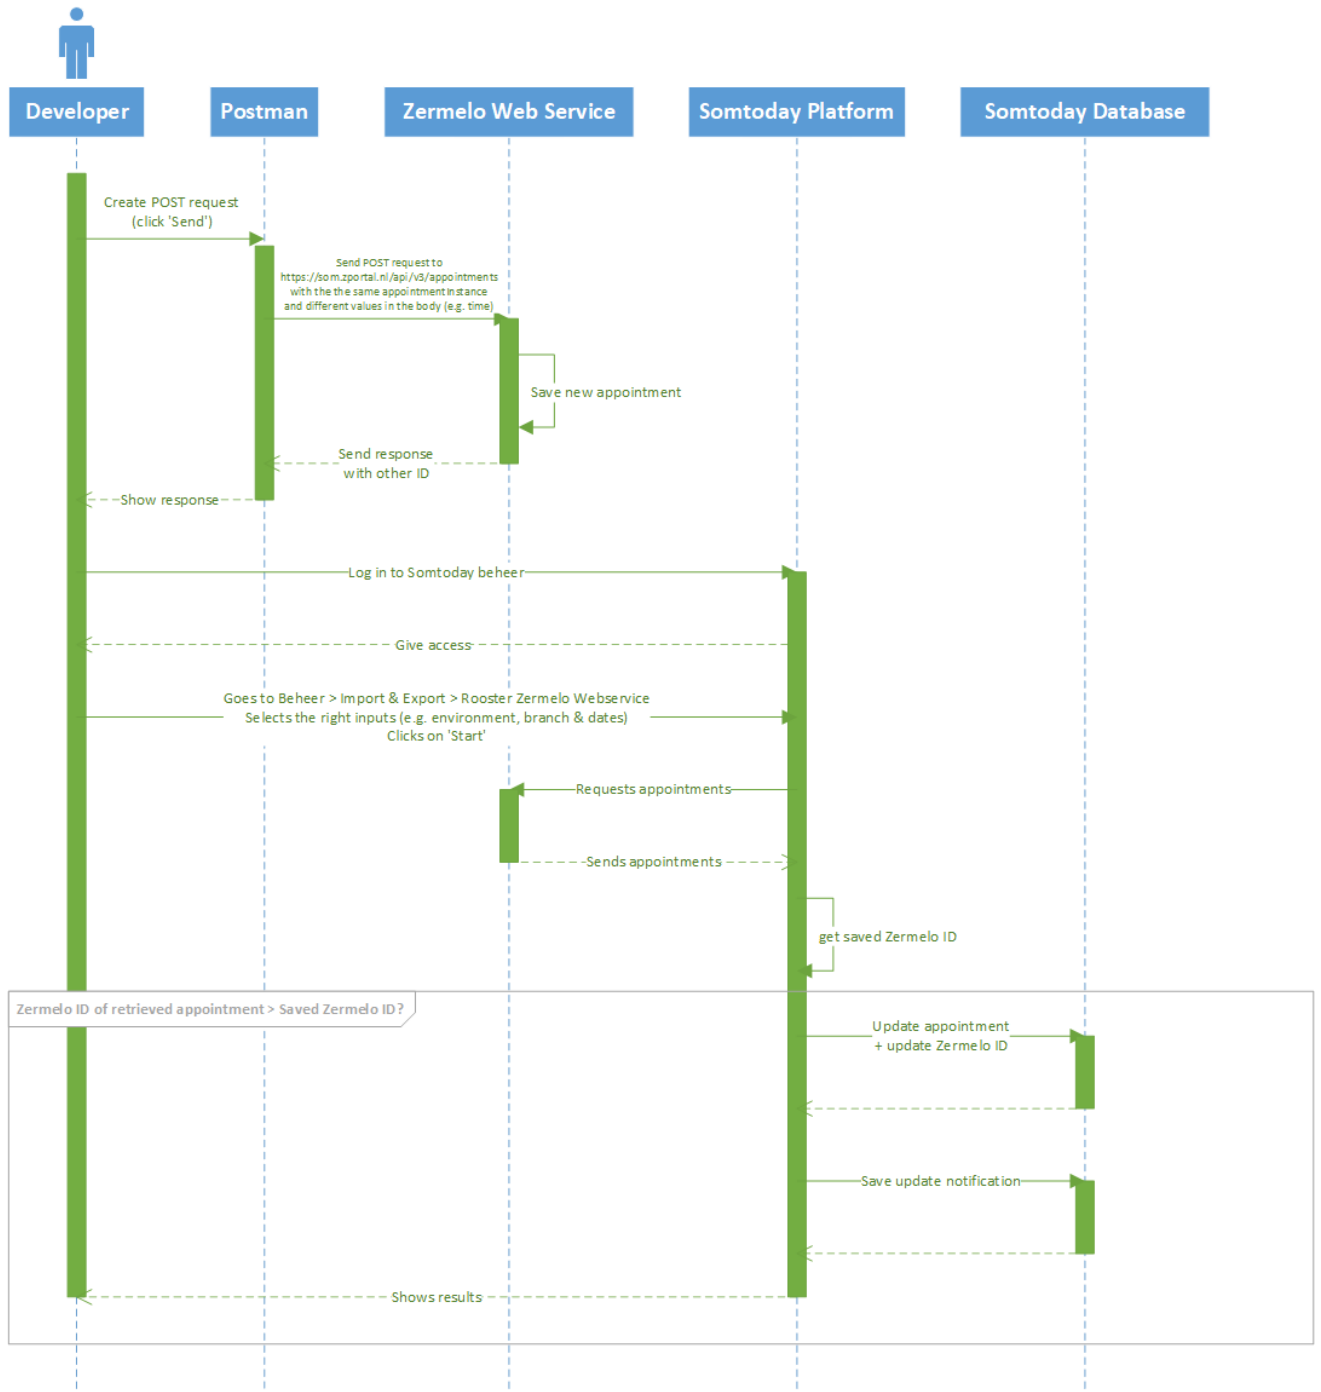 Developer
Postman
Zermelo Web Service
Somtoday Platform
Somtoday Database
Create POST request
(click 'Send')
Send POST request to
https://som.zportal.nl/api/v3/appointments
with the the same appointmentInstance
and different values in the body (e.g. time)
Save new appointment
Send response
with other ID
Show response
Log in to Somtoday beheer
Give access
Goes to Beheer > Import & Export > Rooster Zermelo Webservice
Selects the right inputs (e.g. environment, branch & dates)
Clicks on 'Start'
Requests appointments
Sends appointments
get saved Zermelo ID
Zermelo ID of retrieved appointment > Saved Zermelo ID?
Update appointment
+ update Zermelo ID
Save update notification
Shows results